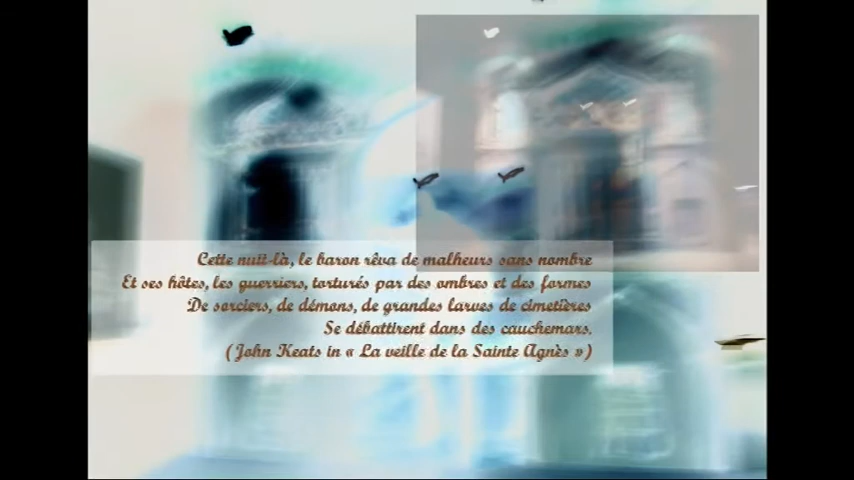 Cette nuit-là, le baron rêva de malheurs sans nombre
Et ses hôtes, les guerriers, torturés par des ombres et des formes
De sorciers, de démons, de grandes larves de cimetières
Se débattirent dans des cauchemars.
(John Keats in « La veille de la Sainte Agnès »)